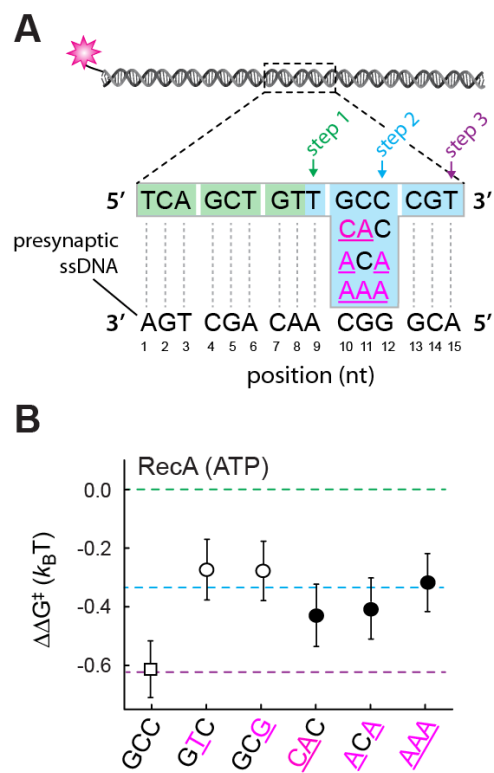 A
step 1
step 2
step 3
5′ TCA GCT GTT GCC CGT 3′
CAC
ACA
AAA
presynaptic
ssDNA
3′ AGT CGA CAA CGG GCA 5′
1 2 3 4 5 6 7 8 9 10 11 12 13 14 15
position (nt)
B
RecA (ATP)
0.0
-0.2
-0.4
-0.6
ΔΔG‡ (kBT)
GCC GTC GCG CAC ACA AAA